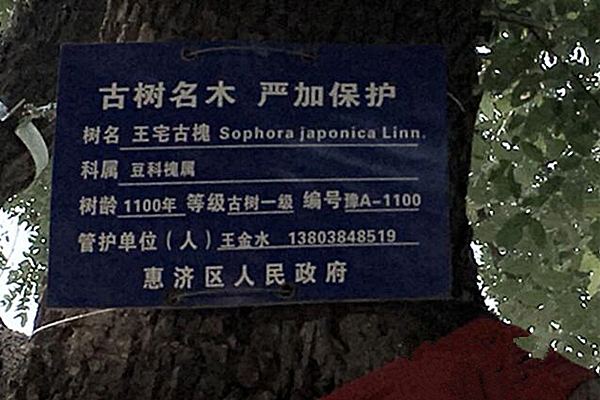 古树名木 严加保护
树名 王宅古槐 Sophora japonica Linn.
科属 豆科槐属
树龄 1100年 等级古树一级 编号豫A-1100
管护单位（人）王金水 13803848519
惠济区人民政府